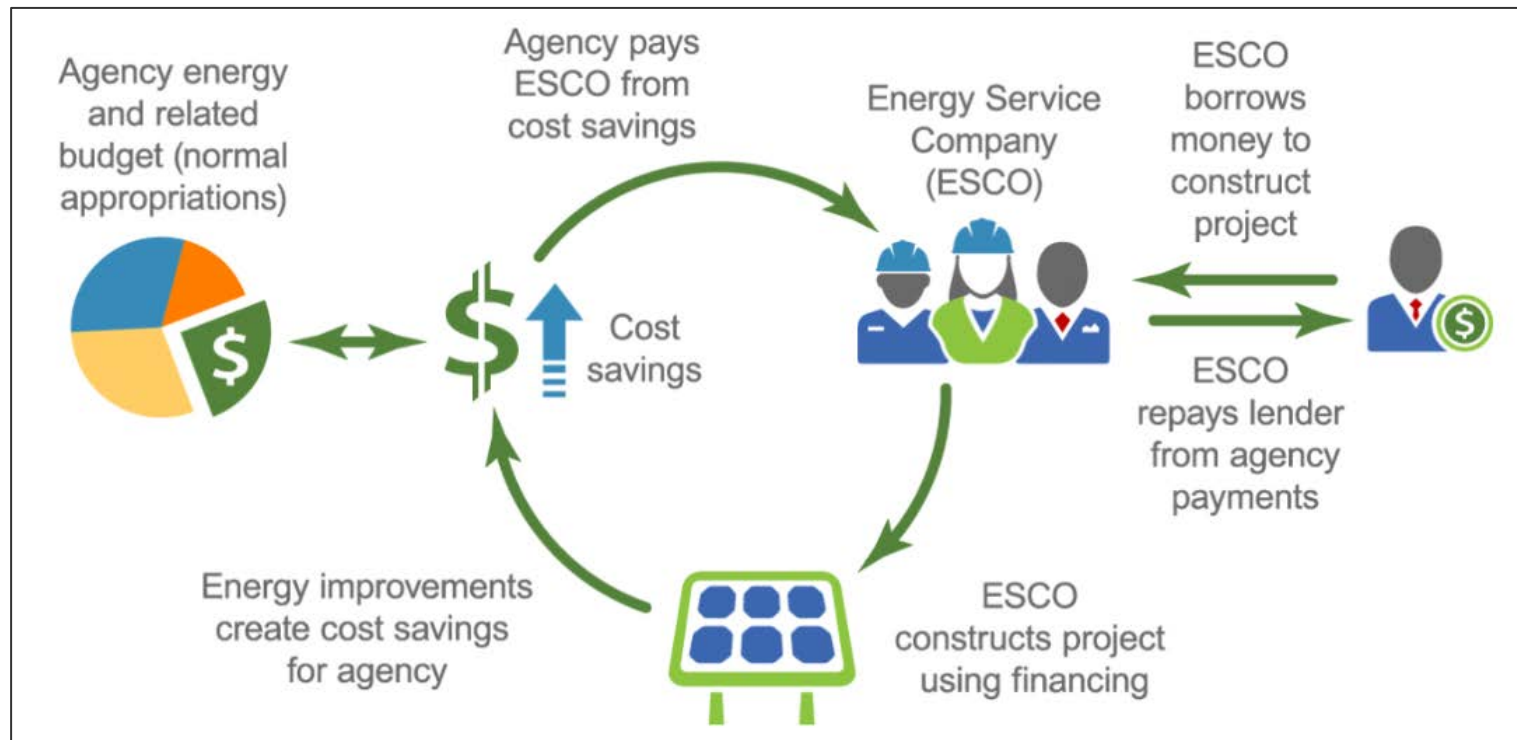 Agency energy
and related
budget (normal
appropriations)
$
Agency pays
ESCO from
cost savings
$
Cost
savings
Energy Service
Company
(ESCO)
ESCO
borrows
money to
construct
project
$
ESCO
repays lender
from agency
payments
ESCO
constructs project
using financing
Energy improvements
create cost savings
for agency